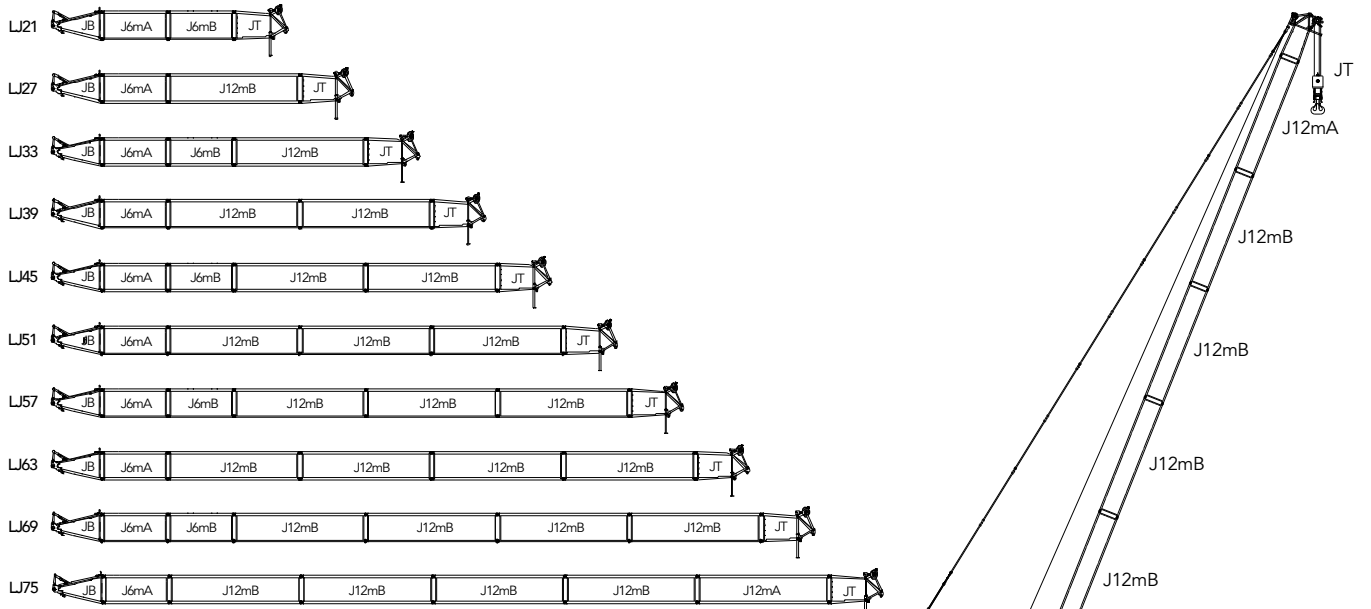 LJ21 JB J6mA J6mB JT
LJ27 JB J6mA J12mB JT
LJ33 JB J6mA J6mB J12mB JT
LJ39 JB J6mA J12mB J12mB JT
LJ45 JB J6mA J6mB J12mB J12mB JT
LJ51 JB J6mA J12mB J12mB J12mB JT
LJ57 JB J6mA J6mB J12mB J12mB J12mB JT
LJ63 JB J6mA J12mB J12mB J12mB J12mB JT
LJ69 JB J6mA J6mB J12mB J12mB J12mB J12mB JT
LJ75 JB J6mA J12mB J12mB J12mB J12mB J12mA JT
JT
J12mA
J12mB
J12mB
J12mB
J12mB